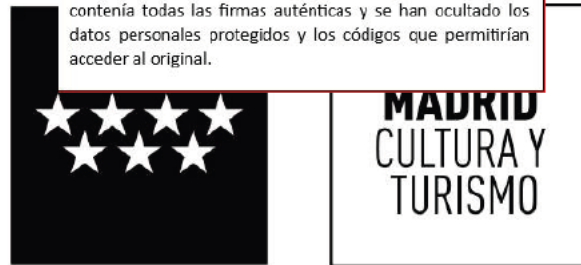 contenía todas las firmas auténticas y se han ocultado los
datos personales protegidos y los códigos que permitirían
acceder al original.
MADRID
CULTURA Y
TURISMO